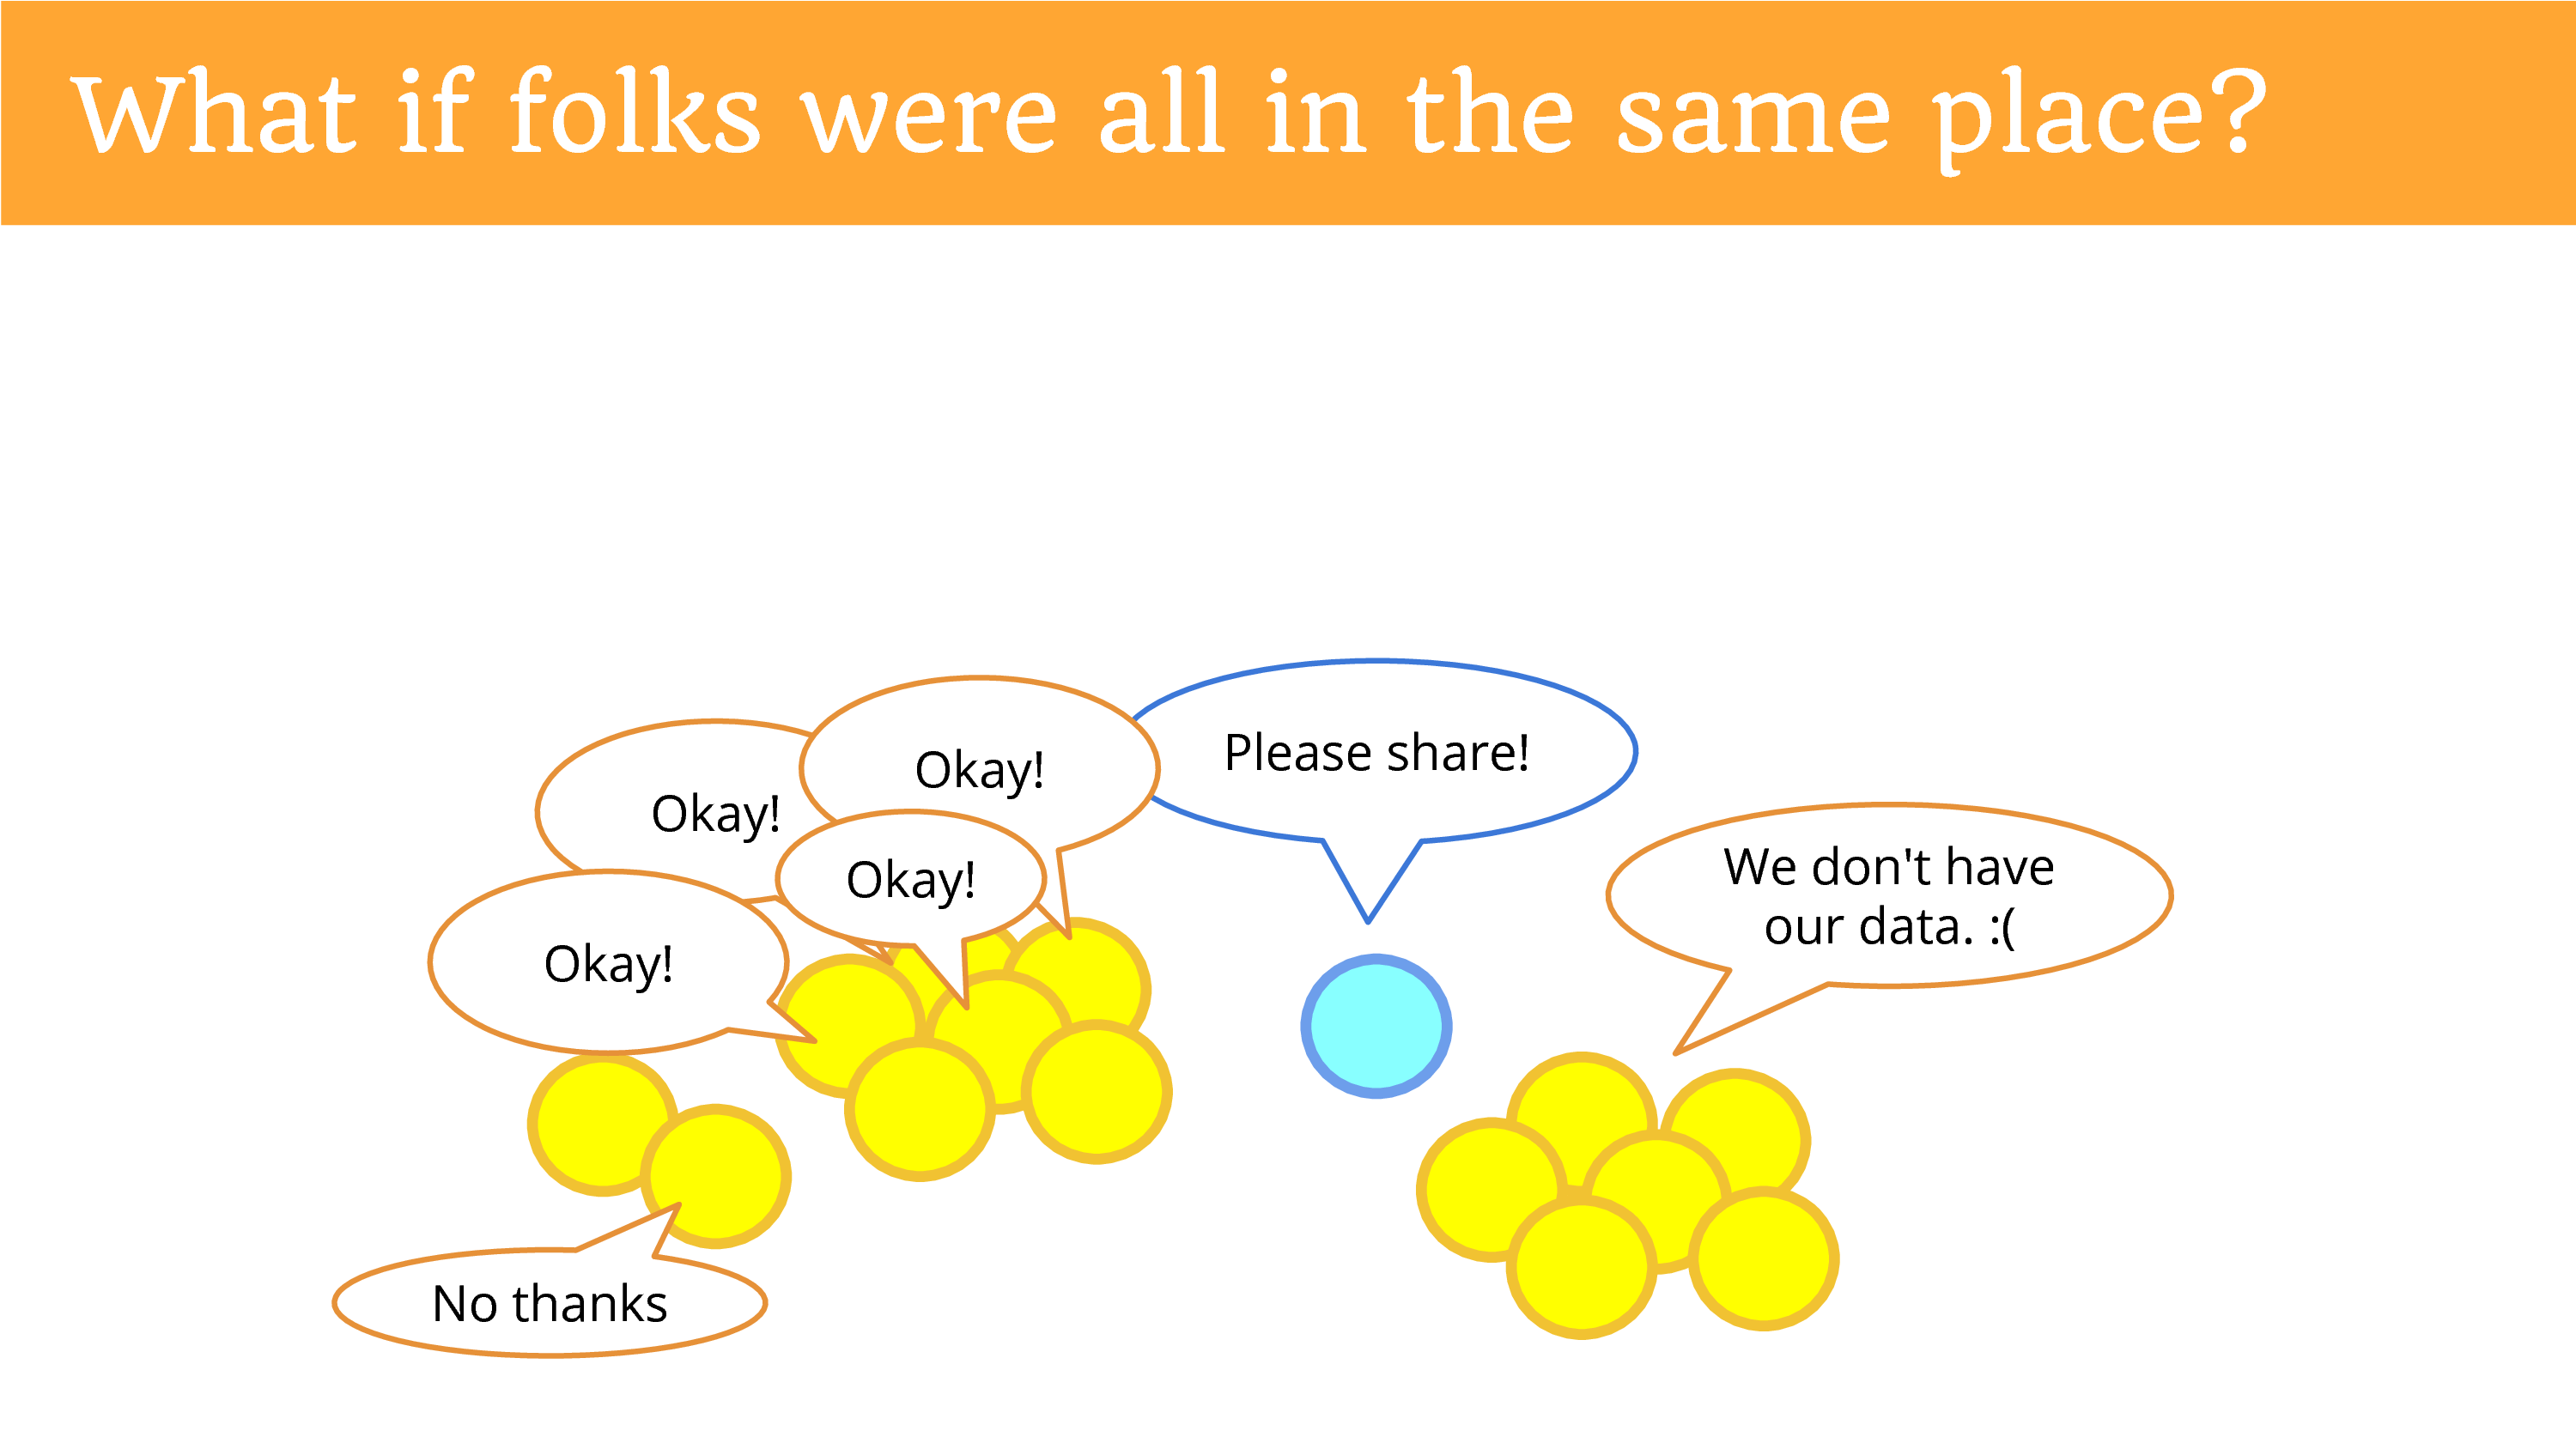 What if folks were all in the same place?
Please share!
Okay!
Okay!
Okay!
Okay!
We don't have
our data. :(
No thanks